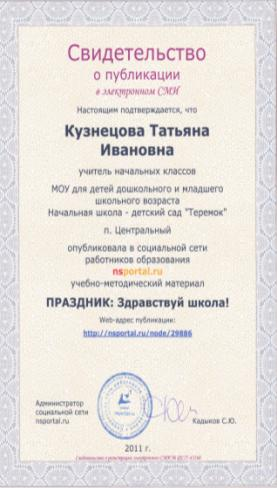 Свидетельство
о публикации
в электронном СМИ
Настоящим подтверждается, что
Кузнецова Татьяна
Ивановна
учитель начальных классов
МОУ для детей дошкольного и младшего
школьного возраста
Начальная школа - детский сад "Теремок"
п. Центральный
опубликовала в социальной сети
работников образования
nsportal.ru
учебно-методический материал
ПРАЗДНИК: Здравствуй школа!
Web-адрес публикации:
http://nsportal.ru/node/29886
Администратор
социальной сети
nsportal.ru
Кадыков С.Ю.
2011 г.